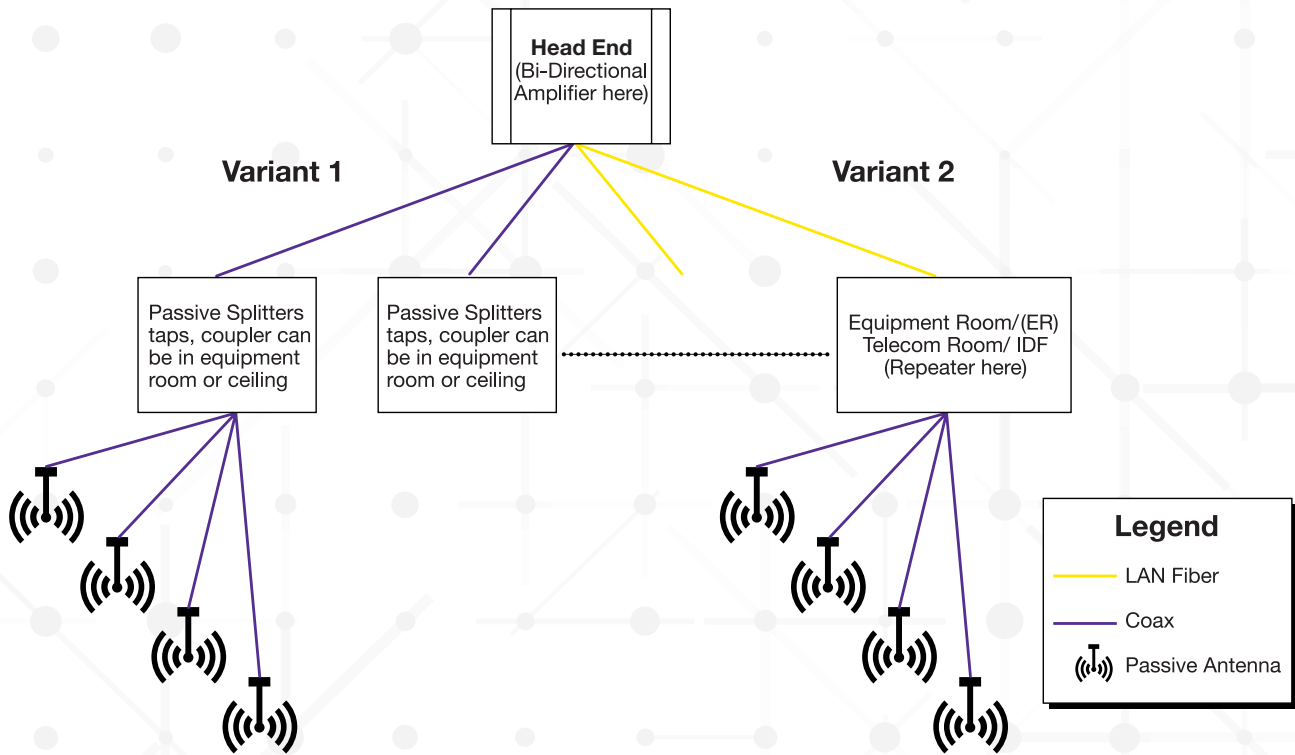 Head End
(Bi-Directional
Amplifier here)
Variant 1
Variant 2
Passive Splitters
taps, coupler can
be in equipment
room or ceiling
Passive Splitters
taps, coupler can
be in equipment
room or ceiling
Equipment Room/(ER)
Telecom Room/ IDF
(Repeater here)
Legend
LAN Fiber
Coax
Passive Antenna